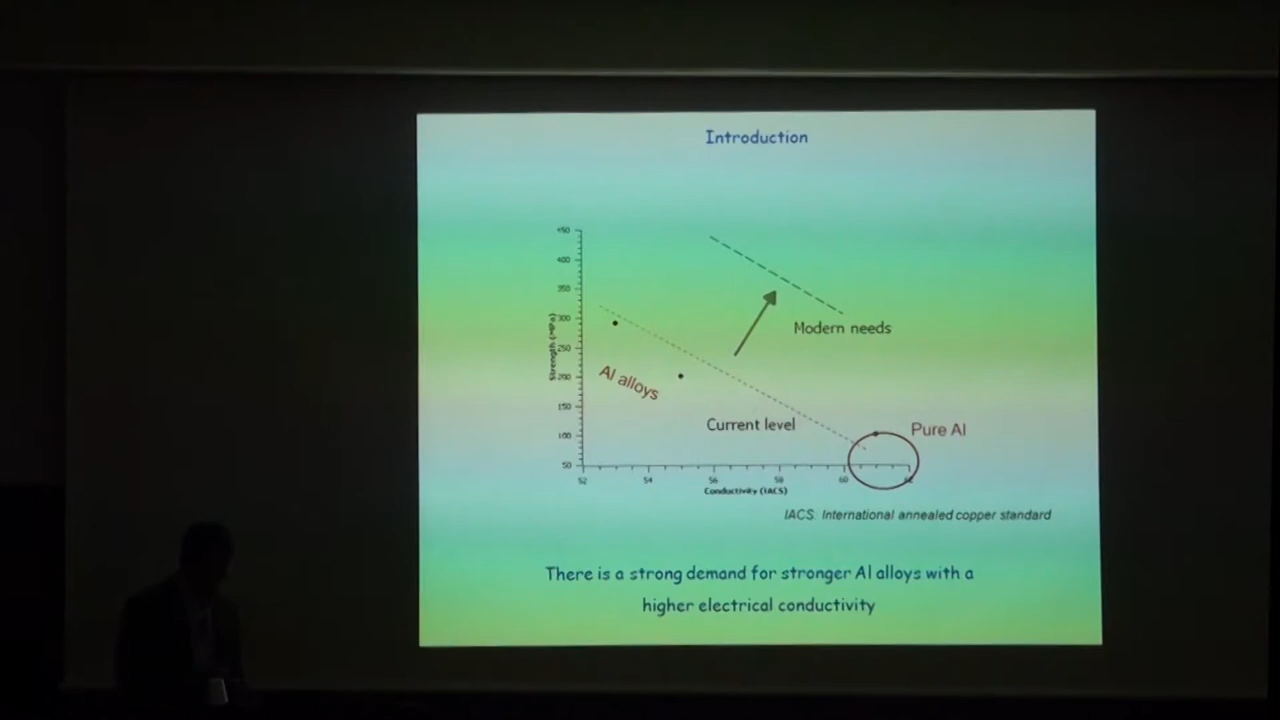 Introduction
450
400
350
300
250
200
150
100
50
Strength (MPa)
Al alloys
Modern needs
Current level
Pure Al
52
54
56
58
60
62
Conductivity (IACS)
IACS: International annealed copper standard
There is a strong demand for stronger Al alloys with a
higher electrical conductivity